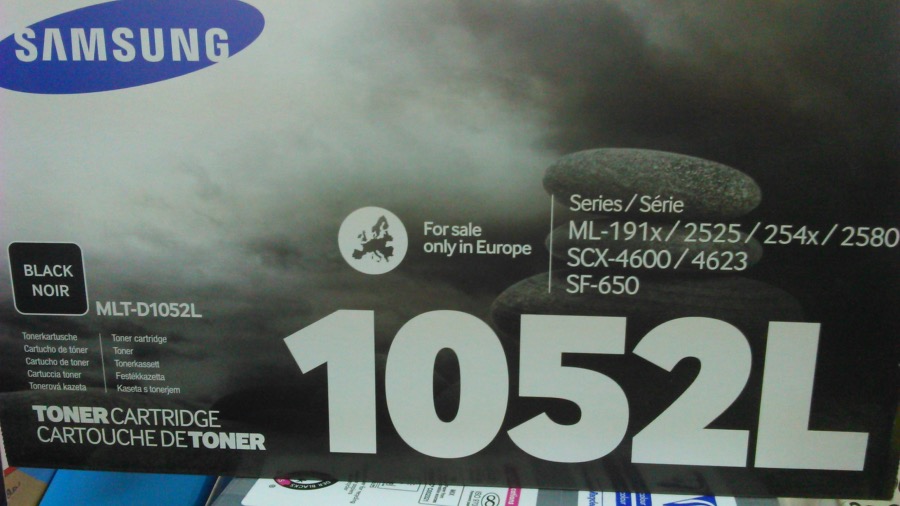 SAMSUNG
For sale
only in Europe
Series / Série
ML-191x / 2525 / 254x / 2580
SCX-4600 / 4623
SF-650
BLACK
NOIR
MLT-D1052L
Tonerkartusche
Cartucho de tóner
Cartucho de toner
Cartuccia toner
Tonerová kazeta
Toner cartridge
Toner
Tonerkassett
Festékkazetta
Kaseta s tonerjem
TONER CARTRIDGE
CARTOUCHE DE TONER
1052L